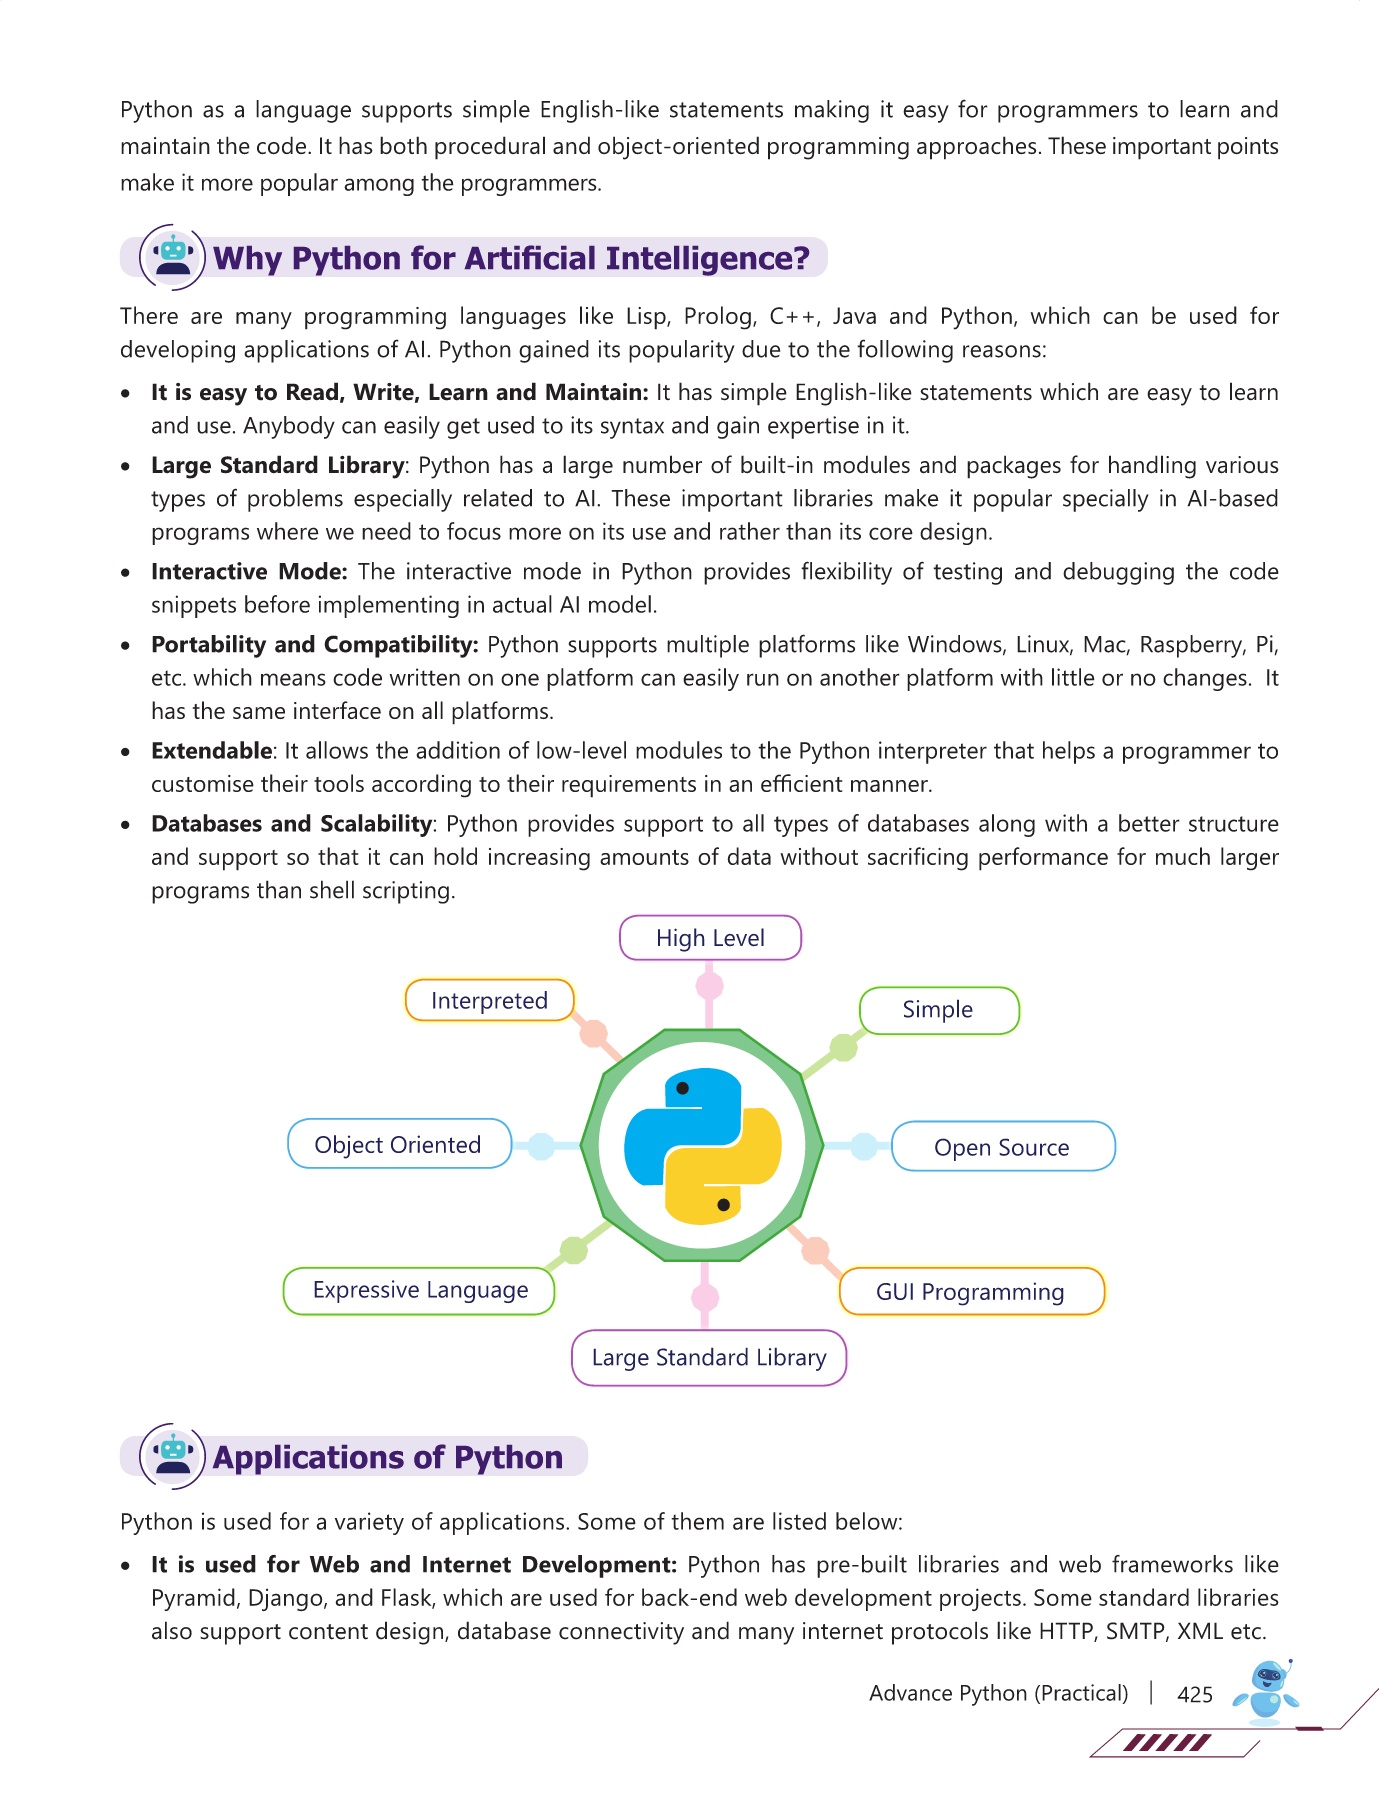 Python as a language supports simple English-like statements making it easy for programmers to learn and
maintain the code. It has both procedural and object-oriented programming approaches. These important points
make it more popular among the programmers.
Why Python for Artificial Intelligence?
There are many programming languages like Lisp, Prolog, C++, Java and Python, which can be used for
developing applications of AI. Python gained its popularity due to the following reasons:
• It is easy to Read, Write, Learn and Maintain: It has simple English-like statements which are easy to learn
and use. Anybody can easily get used to its syntax and gain expertise in it.
• Large Standard Library: Python has a large number of built-in modules and packages for handling various
types of problems especially related to AI. These important libraries make it popular specially in AI-based
programs where we need to focus more on its use and rather than its core design.
• Interactive Mode: The interactive mode in Python provides flexibility of testing and debugging the code
snippets before implementing in actual AI model.
• Portability and Compatibility: Python supports multiple platforms like Windows, Linux, Mac, Raspberry, Pi,
etc. which means code written on one platform can easily run on another platform with little or no changes. It
has the same interface on all platforms.
• Extendable: It allows the addition of low-level modules to the Python interpreter that helps a programmer to
customise their tools according to their requirements in an efficient manner.
• Databases and Scalability: Python provides support to all types of databases along with a better structure
and support so that it can hold increasing amounts of data without sacrificing performance for much larger
programs than shell scripting.
High Level
Interpreted
Simple
Object Oriented
Open Source
Expressive Language
GUI Programming
Large Standard Library
Applications of Python
Python is used for a variety of applications. Some of them are listed below:
• It is used for Web and Internet Development: Python has pre-built libraries and web frameworks like
Pyramid, Django, and Flask, which are used for back-end web development projects. Some standard libraries
also support content design, database connectivity and many internet protocols like HTTP, SMTP, XML etc.
Advance Python (Practical) | 425